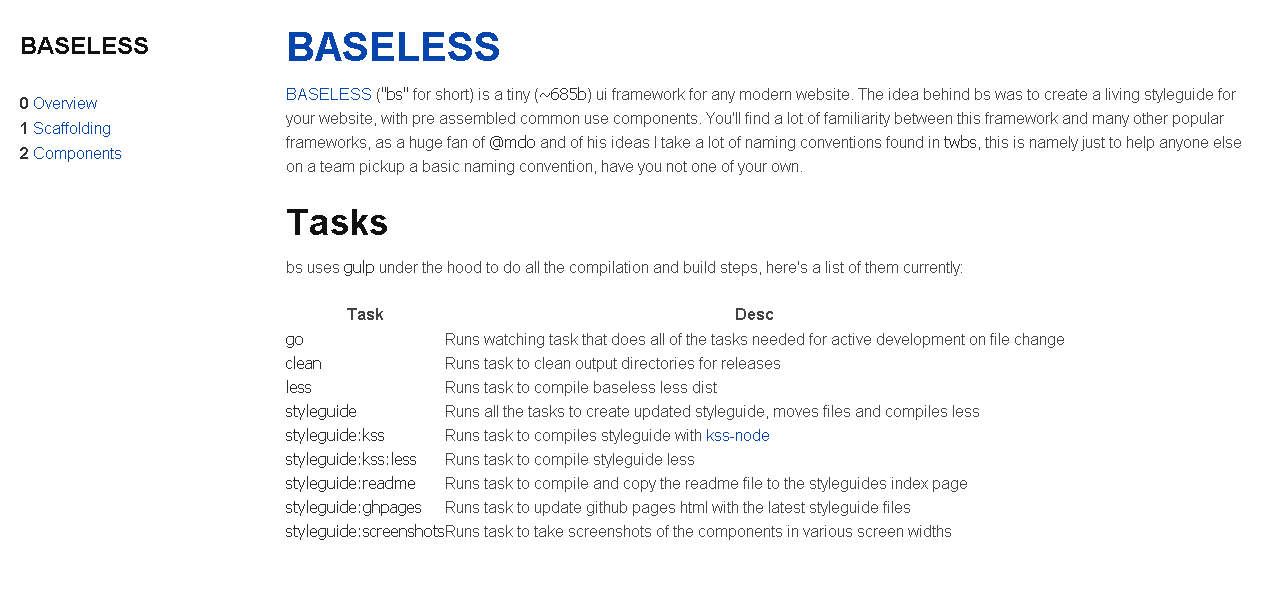 BASELESS
0 Overview
1 Scaffolding
2 Components
BASELESS
BASELESS ("bs" for short) is a tiny (~685b) ui framework for any modern website. The idea behind bs was to create a living styleguide for
your website, with pre assembled common use components. You'll find a lot of familiarity between this framework and many other popular
frameworks, as a huge fan of @mdo and of his ideas I take a lot of naming conventions found in twbs, this is namely just to help anyone else
on a team pickup a basic naming convention, have you not one of your own.
Tasks
bs uses gulp under the hood to do all the compilation and build steps, here's a list of them currently:
Task Desc
go Runs watching task that does all of the tasks needed for active development on file change
clean Runs task to clean output directories for releases
less Runs task to compile baseless less dist
styleguide Runs all the tasks to create updated styleguide, moves files and compiles less
styleguide:kss Runs task to compiles styleguide with kss-node
styleguide:kss:less Runs task to compile styleguide less
styleguide:readme Runs task to compile and copy the readme file to the styleguides index page
styleguide:ghpages Runs task to update github pages html with the latest styleguide files
styleguide:screenshots Runs task to take screenshots of the components in various screen widths